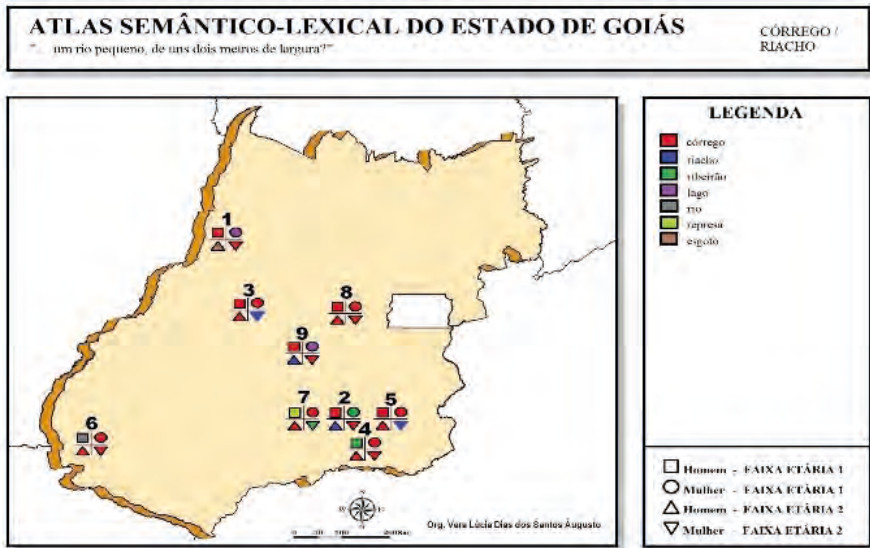 ATLAS SEMÂNTICO-LEXICAL DO ESTADO DE GOIÁS
"... um rio pequeno, de uns dois metros de largura?"
CÓRREGO /
RIACHO
1
3
8
9
7 2 5
4
6
Org. Vera Lúcia Dias dos Santos Augusto
LEGENDA
córrego
riacho
ribeirão
lago
rio
represa
esgoto
Homem - FAIXA ETÁRIA 1
Mulher - FAIXA ETÁRIA 1
Homem - FAIXA ETÁRIA 2
Mulher - FAIXA ETÁRIA 2